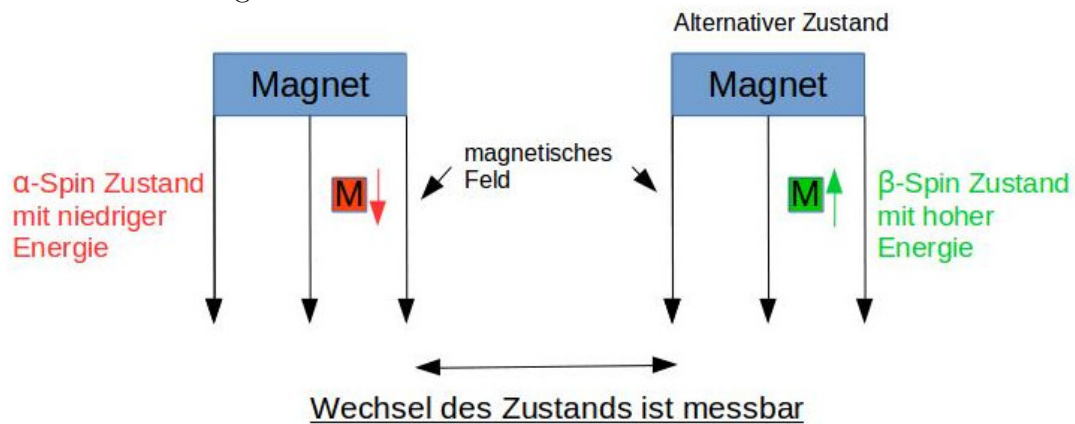 Alternativer Zustand
Magnet
Magnet
magnetisches
Feld
α-Spin Zustand
mit niedriger
Energie
M
M
β-Spin Zustand
mit hoher
Energie
Wechsel des Zustands ist messbar